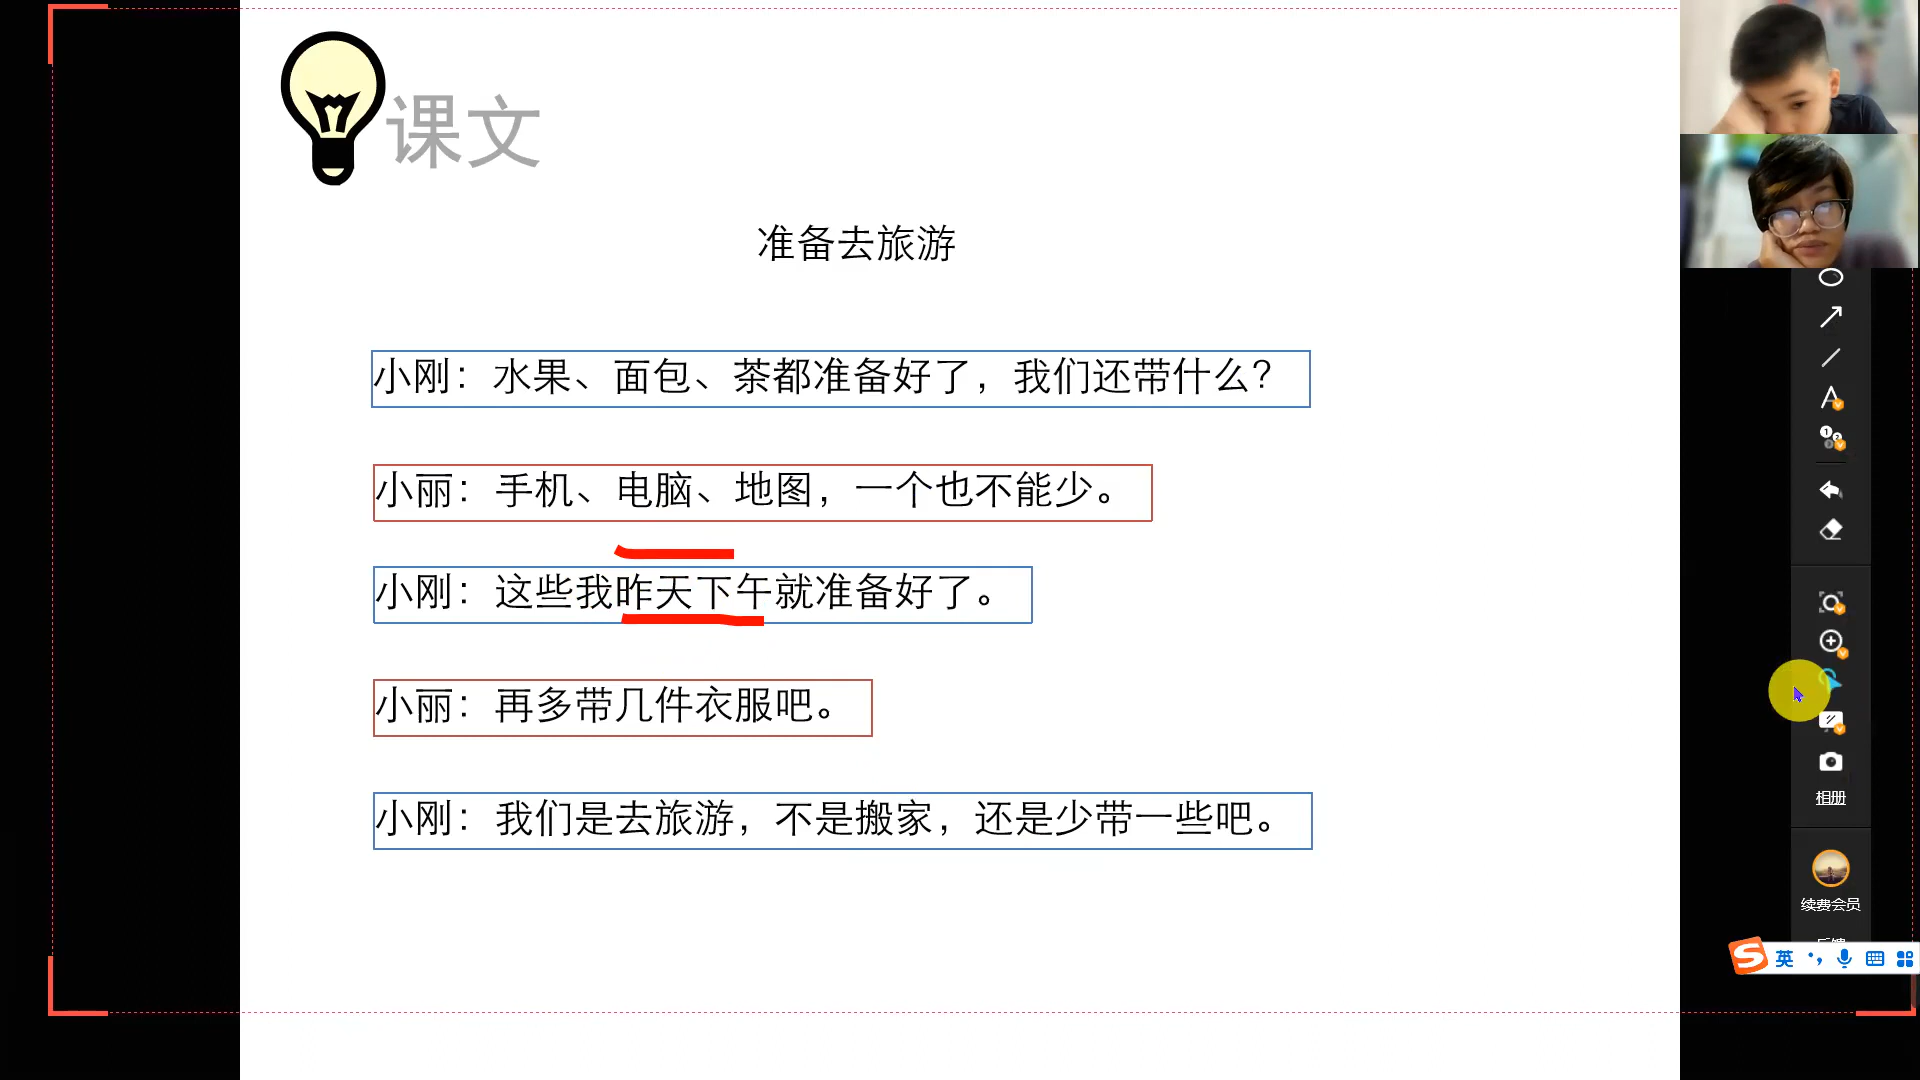 课文
准备去旅游
小刚：水果、面包、茶都准备好了，我们还带什么？
小丽：手机、电脑、地图，一个也不能少。
小刚：这些我昨天下午就准备好了。
小丽：再多带几件衣服吧。
小刚：我们是去旅游，不是搬家，还是少带一些吧。
相册
续费会员
英